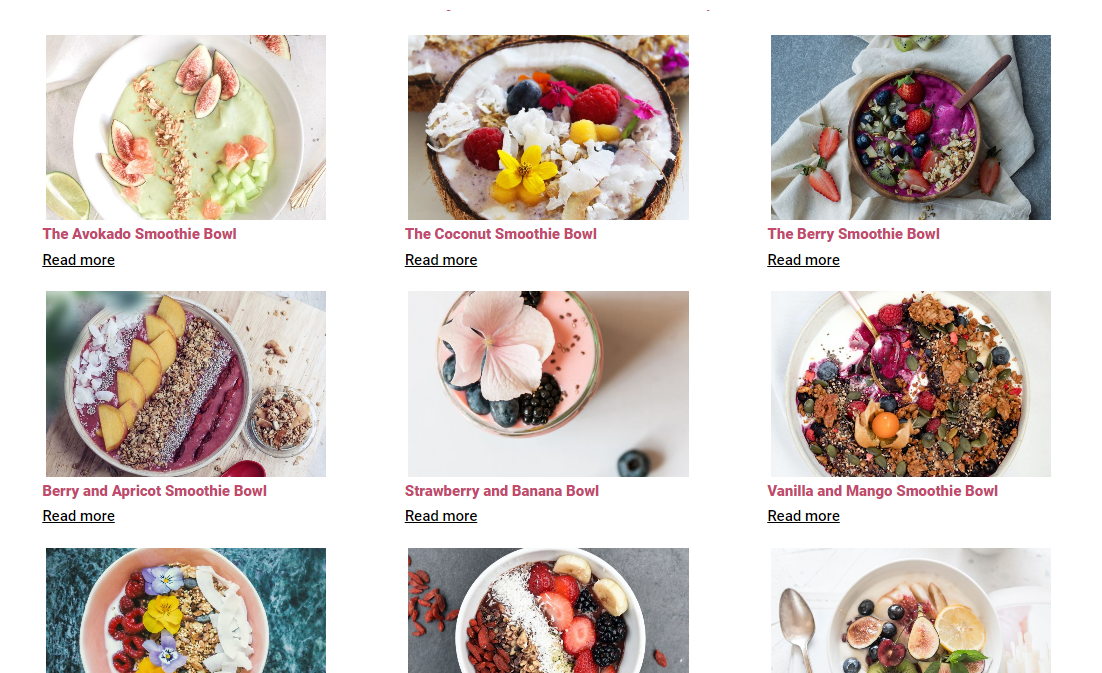 The Avokado Smoothie Bowl
The Coconut Smoothie Bowl
The Berry Smoothie Bowl
Read more
Read more
Read more
Berry and Apricot Smoothie Bowl
Strawberry and Banana Bowl
Vanilla and Mango Smoothie Bowl
Read more
Read more
Read more